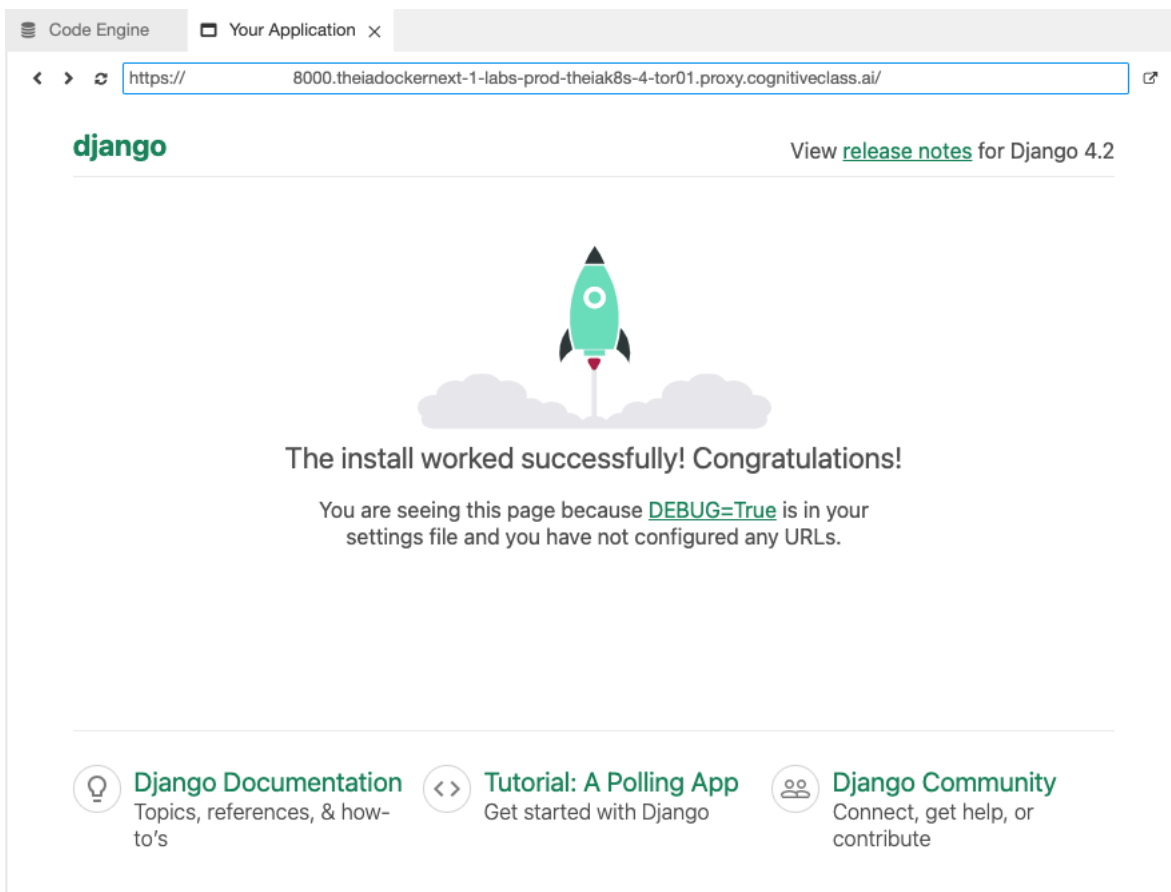 Code Engine
Your Application
https:// 8000.theiadockernext-1-labs-prod-theiak8s-4-tor01.proxy.cognitiveclass.ai/
django
View release notes for Django 4.2
The install worked successfully! Congratulations!
You are seeing this page because DEBUG=True is in your
settings file and you have not configured any URLs.
Django Documentation
Topics, references, & how-
to’s
Tutorial: A Polling App
Get started with Django
Django Community
Connect, get help, or
contribute